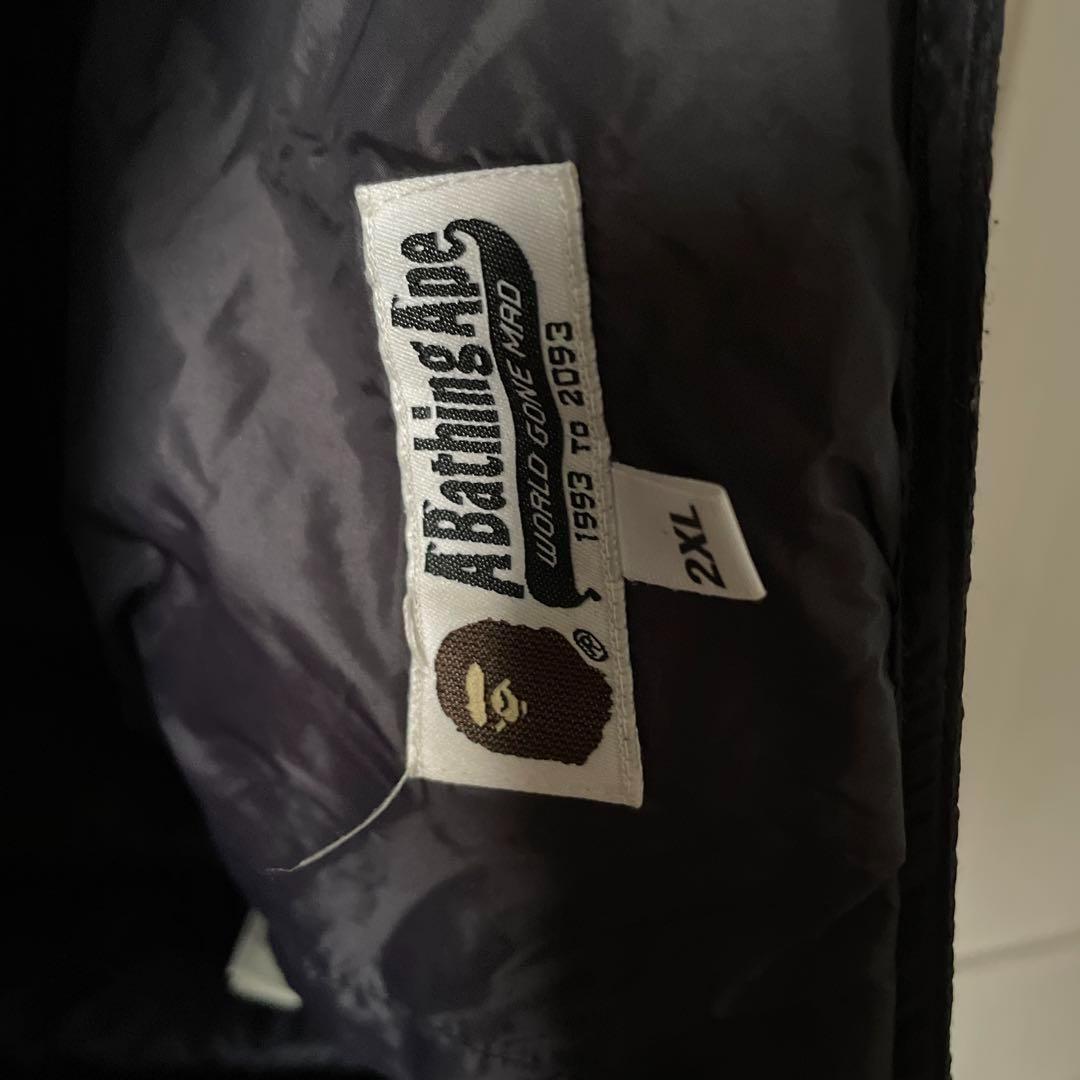 A Bathing Ape
WORLD GONE MAD
1993 TO 2093
®
2XL